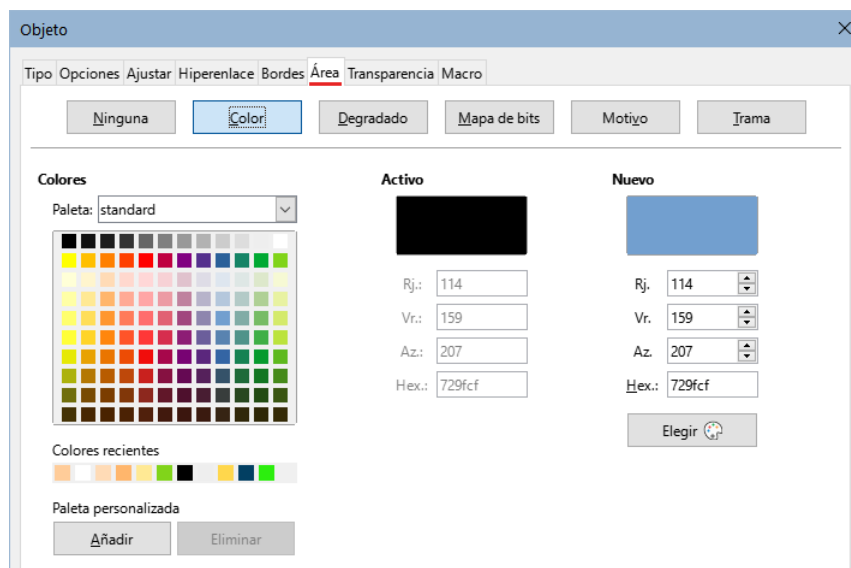 Objeto
Tipo Opciones Ajustar Hiperenlace Bordes Área Transparencia Macro
Ninguna Color Degradado Mapa de bits Motivo Trama
Colores Activo Nuevo
Paleta: standard
Rj.: 114 Rj. 114
Vr.: 159 Vr. 159
Az.: 207 Az. 207
Hex.: 729fcf Hex.: 729fcf
Elegir
Colores recientes
Paleta personalizada
Añadir Eliminar